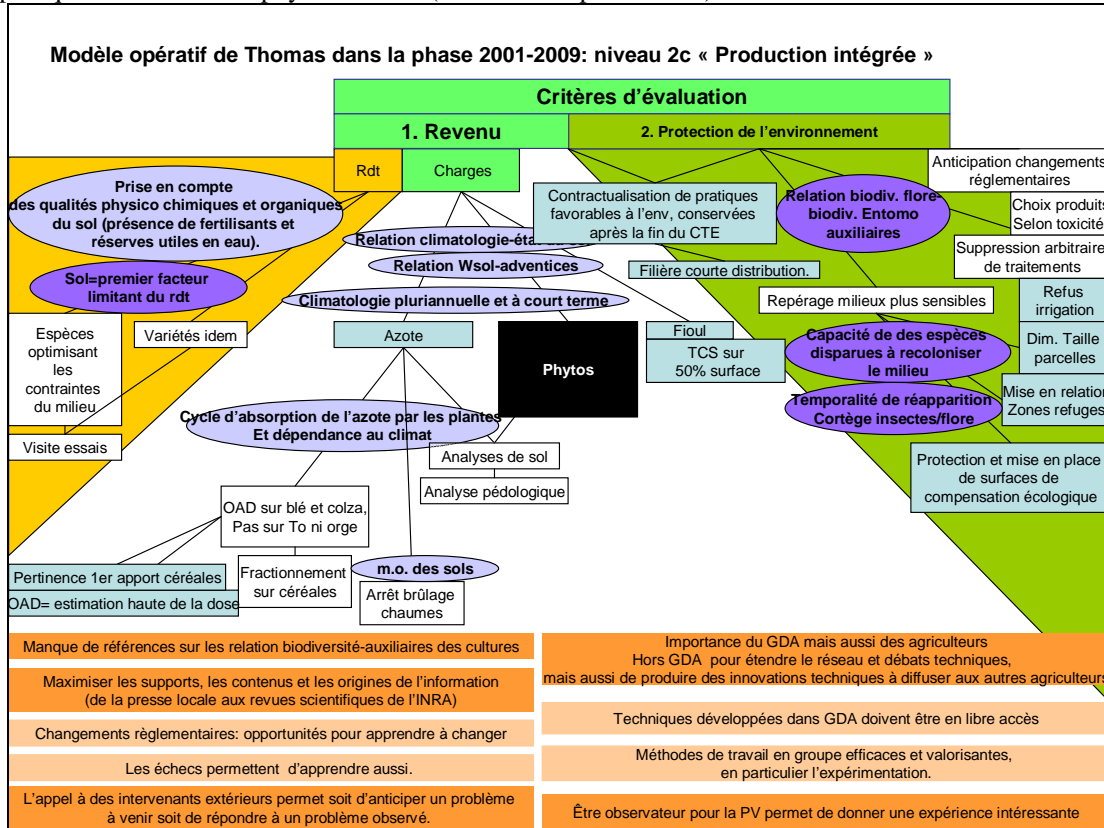 Modèle opératif de Thomas dans la phase 2001-2009: niveau 2c « Production intégrée »
Critères d'évaluation
1. Revenu
2. Protection de l'environnement
Rdt
Charges
Prise en compte
des qualités physico chimiques et organiques
du sol (présence de fertilisants et
réserves utiles en eau).
Sol=premier facteur
limitant du rdt
Espèces
optimisant
les
contraintes
du milieu
Variétés idem
Visite essais
Relation climatologie-état
Relation Wsol-adventices
Climatologie pluriannuelle et à court terme
Azote
Phytos
Fioul
TCS sur
50% surface
Cycle d'absorption de l'azote par les plantes
Et dépendance au climat
Analyses de sol
Analyse pédologique
OAD sur blé et colza,
Pas sur To ni orge
Pertinence 1er apport céréales
OAD= estimation haute de la dose
Fractionnement
sur céréales
m.o. des sols
Arrêt brûlage
chaumes
Contractualisation de pratiques
favorables à l'env, conservées
après la fin du CTE
Filière courte distribution.
Relation biodiv. flore-
biodiv. Entomo
auxiliaires
Anticipation changements
réglementaires
Choix produits
Selon toxicité
Suppression arbitraire
de traitements
Repérage milieux plus sensibles
Refus
irrigation
Capacité de des espèces
disparues à recoloniser
le milieu
Dim. Taille
parcelles
Temporalité de réapparition
Cortège insectes/flore
Mise en relation
Zones refuges
Protection et mise en place
de surfaces de
compensation écologique
Manque de références sur les relation biodiversité-auxiliaires des cultures
Maximiser les supports, les contenus et les origines de l'information
(de la presse locale aux revues scientifiques de l'INRA)
Changements règlementaires: opportunités pour apprendre à changer
Les échecs permettent d'apprendre aussi.
L'appel à des intervenants extérieurs permet soit d'anticiper un problème
à venir soit de répondre à un problème observé.
Importance du GDA mais aussi des agriculteurs
Hors GDA pour étendre le réseau et débats techniques,
mais aussi de produire des innovations techniques à diffuser aux autres agriculteurs
Techniques développées dans GDA doivent être en libre accès
Méthodes de travail en groupe efficaces et valorisantes,
en particulier l'expérimentation.
Être observateur pour la PV permet de donner une expérience intéressante